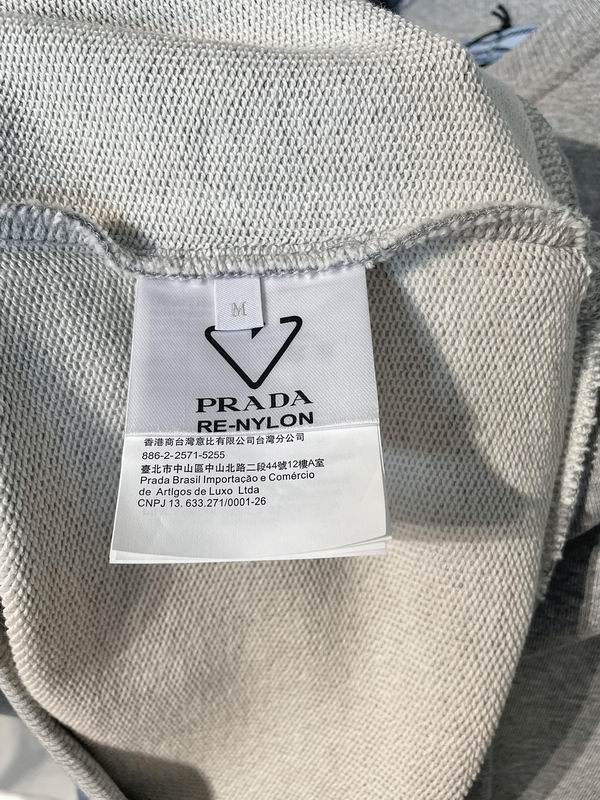 M
PRADA
RE-NYLON
香港商台灣意比有限公司台灣分公司
886-2-2571-5255
臺北市中山區中山北路二段44號12樓A室
Prada Brasil Importação e Comércio
de Artlgos de Luxo Ltda
CNPJ 13. 633.271/0001-26